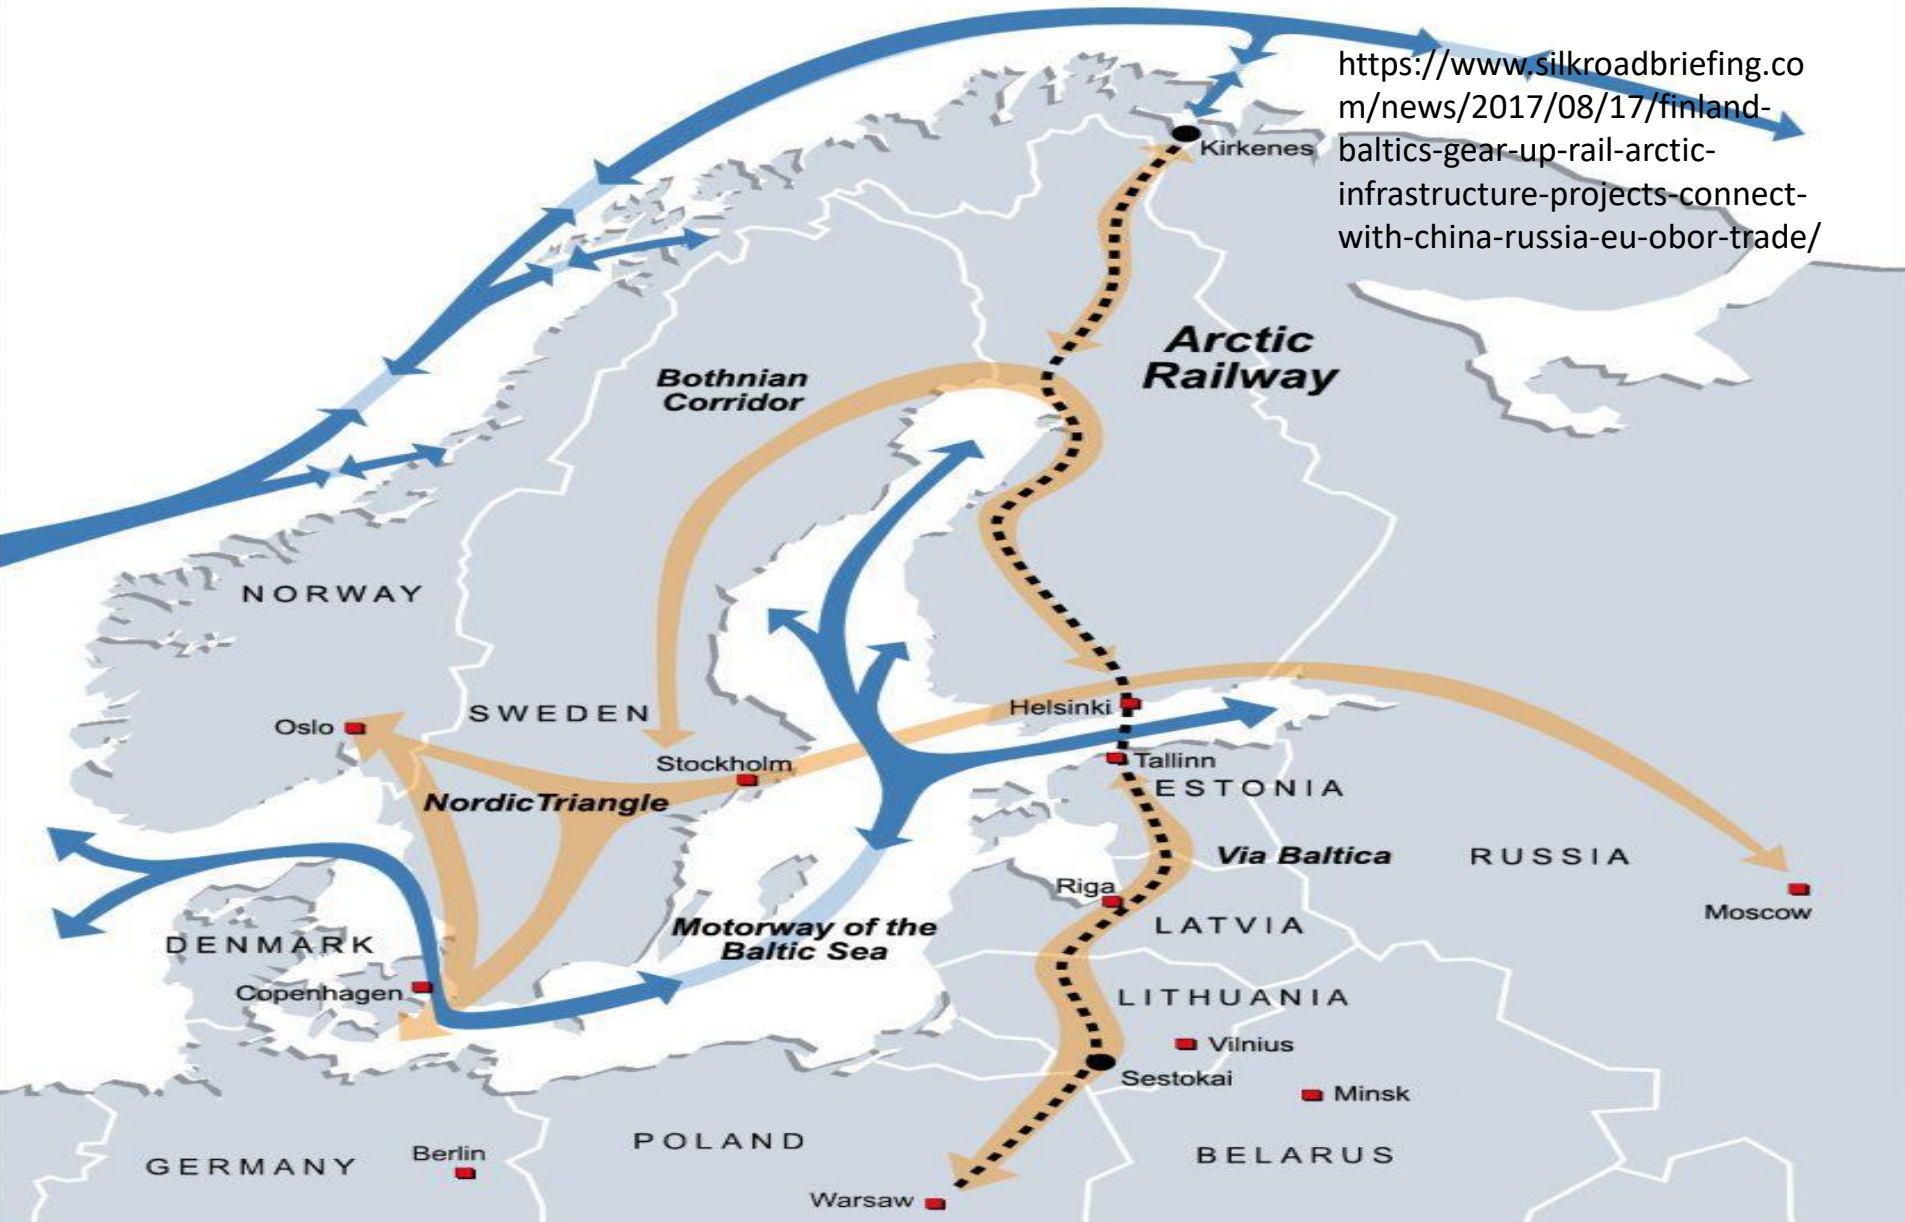 https://www.silkroadbriefing.co
m/news/2017/08/17/finland-
baltics-gear-up-rail-arctic-
infrastructure-projects-connect-
with-china-russia-eu-obor-trade/
Kirkenes
Arctic
Railway
Bothnian
Corridor
NORWAY
SWEDEN
Oslo
Helsinki
Stockholm
Tallinn
ESTONIA
Nordic Triangle
Via Baltica
RUSSIA
Riga
Moscow
LATVIA
Motorway of the
Baltic Sea
DENMARK
Copenhagen
LITHUANIA
Vilnius
Sestokai
Minsk
POLAND
Berlin
GERMANY
BELARUS
Warsaw